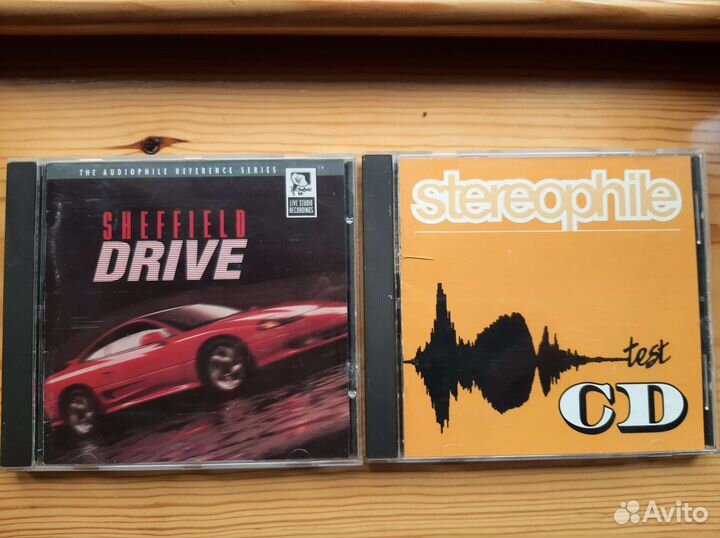 THE AUDIOPHILE REFERENCE SERIES
LIVE STUDIO
RECORDINGS
SHEFFIELD
DRIVE
stereophile
test
CD
Avito